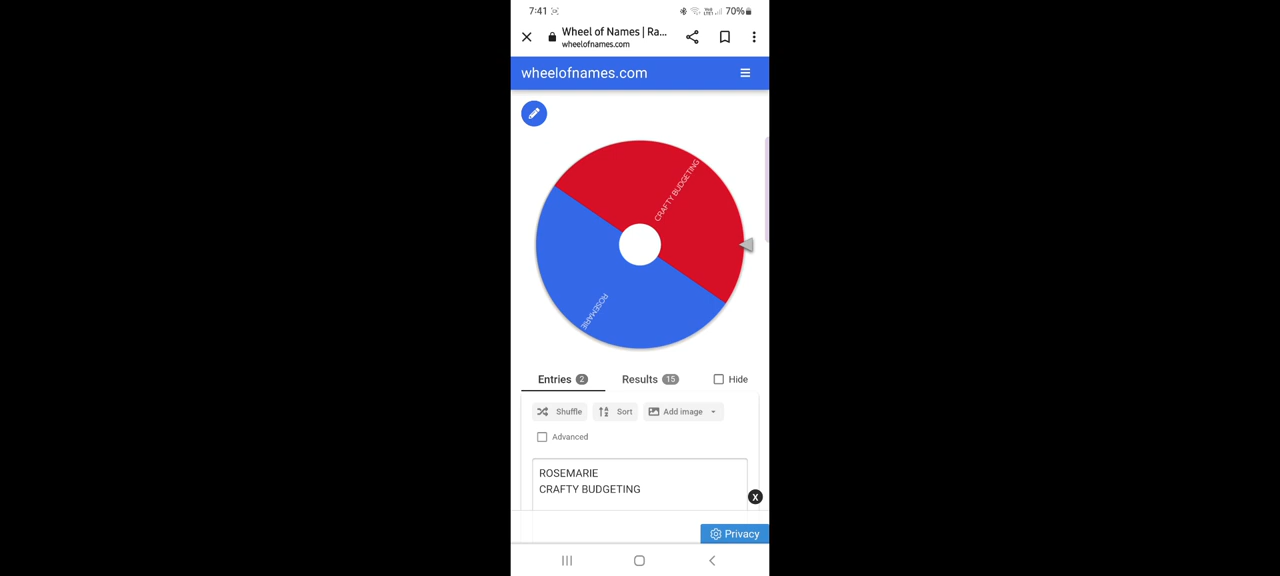 7:41 70%
Wheel of Names | Ra...
wheelofnames.com
wheelofnames.com
CRAFTY BUDGETING
ROSEMARIE
Entries 2 Results 15 Hide
Shuffle Sort Add image
Advanced
ROSEMARIE
CRAFTY BUDGETING
X
Privacy